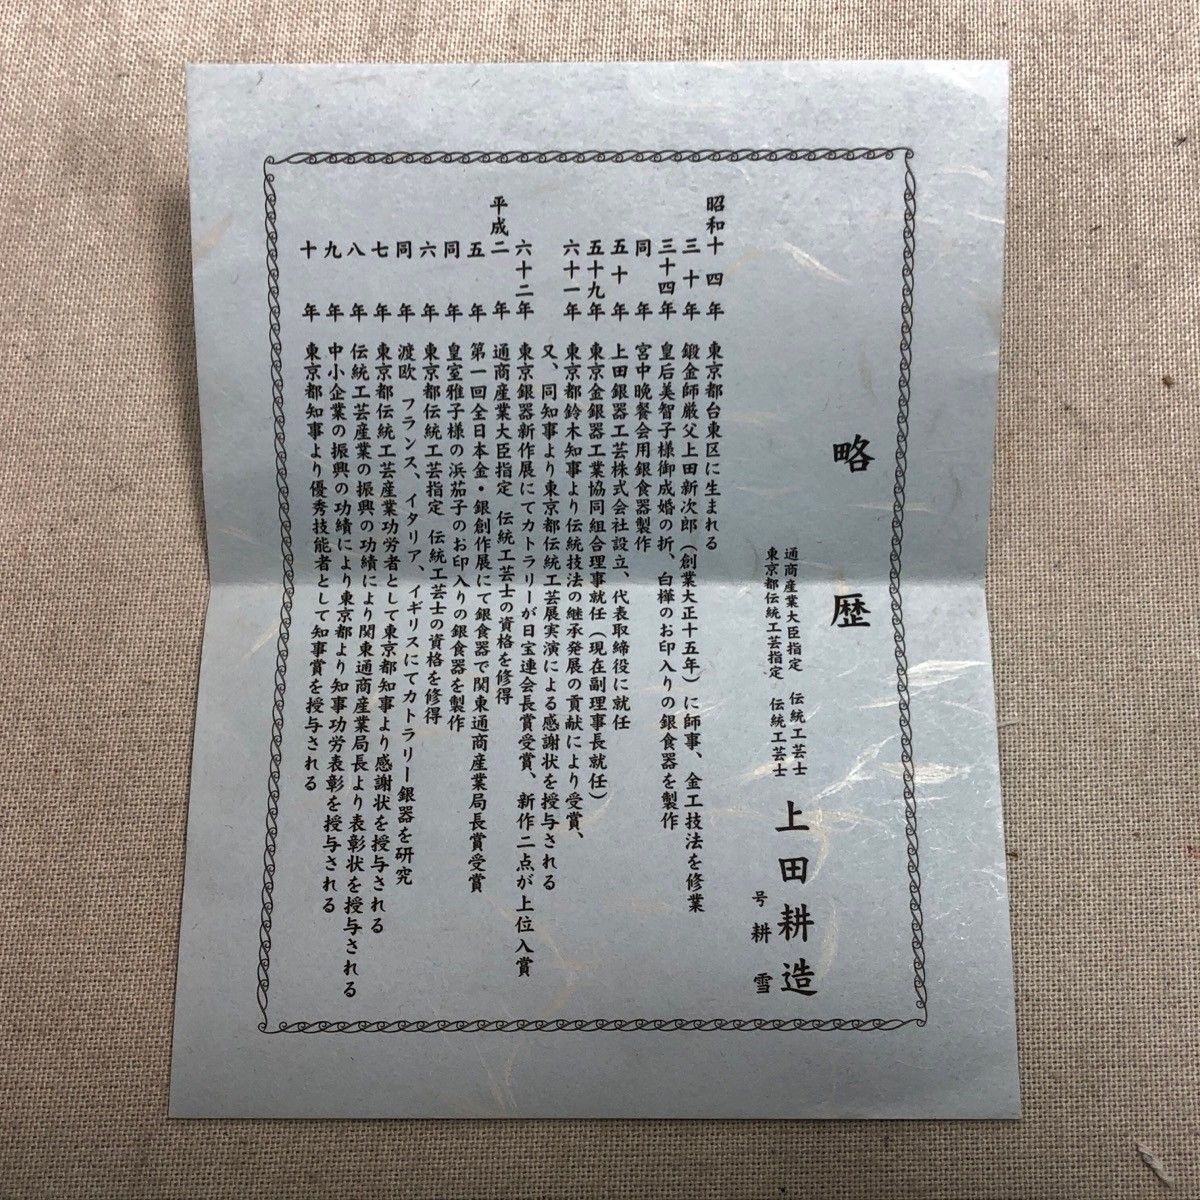 略歴
通商産業大臣指定　伝統工芸士
東京都伝統工芸指定　伝統工芸士
上田耕造
号 耕雪
昭和十四年　東京都台東区に生まれる
三十年　鍛金師厳父上田新次郎（創業大正十五年）に師事、金工技法を修業
三十四年　皇后美智子様御成婚の折、白樺のお印入りの銀食器を製作
同年　宮中晩餐会用銀食器製作
五十年　上田銀器工芸株式会社設立、代表取締役に就任
五十九年　東京金銀器工業協同組合理事就任（現在副理事長就任）
六十一年　東京都鈴木知事より伝統技法の継承発展の貢献により受賞、
又、同知事より東京都伝統工芸展実演による感謝状を授与される
六十二年　東京銀器新作展にてカトラリーが日宝連会長賞受賞、新作二点が上位入賞
平成二年　通商産業大臣指定　伝統工芸士の資格を修得
五年　第一回全日本金・銀創作展にて銀食器で関東通商産業局長賞受賞
同年　皇室雅子様の浜茄子のお印入りの銀食器を製作
六年　東京都伝統工芸指定　伝統工芸士の資格を修得
同年　渡欧　フランス、イタリア、イギリスにてカトラリー銀器を研究
七年　東京都伝統工芸産業功労者として東京都知事より感謝状を授与される
八年　伝統工芸産業の振興の功績により関東通商産業局長より表彰状を授与される
九年　中小企業の振興の功績により東京都より知事功労表彰を授与される
十年　東京都知事より優秀技能者として知事賞を授与される